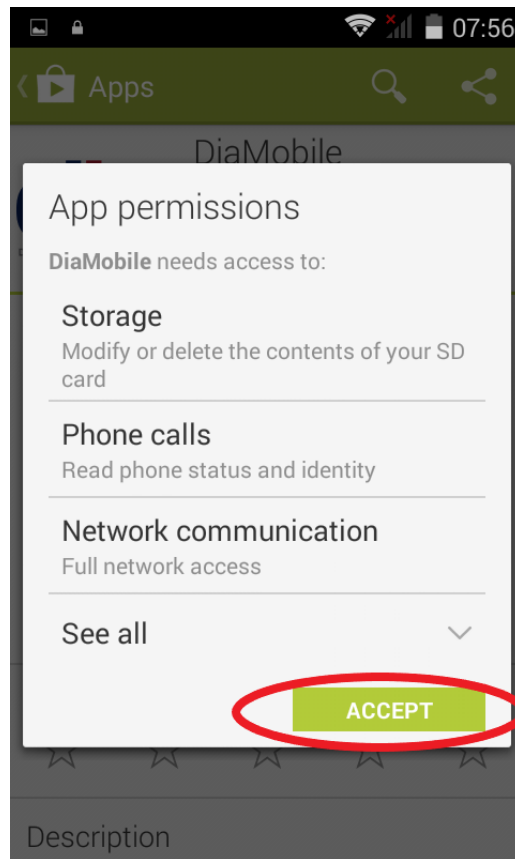 07:56
Apps
DiaMobile
App permissions
DiaMobile needs access to:
Storage
Modify or delete the contents of your SD
card
Phone calls
Read phone status and identity
Network communication
Full network access
See all
ACCEPT
Description